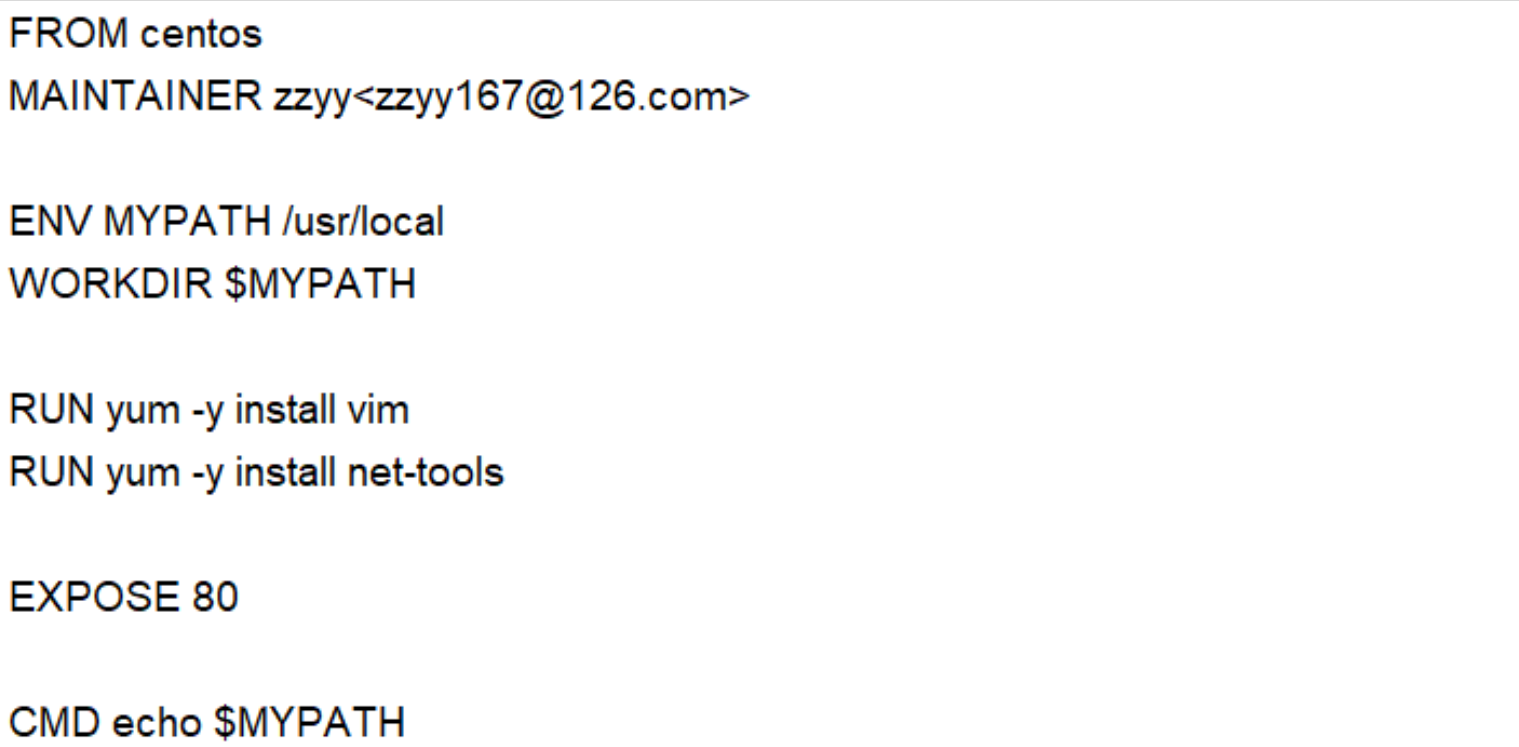 FROM centos
MAINTAINER zzyy<zzyy167@126.com>
ENV MYPATH /usr/local
WORKDIR $MYPATH
RUN yum -y install vim
RUN yum -y install net-tools
EXPOSE 80
CMD echo $MYPATH